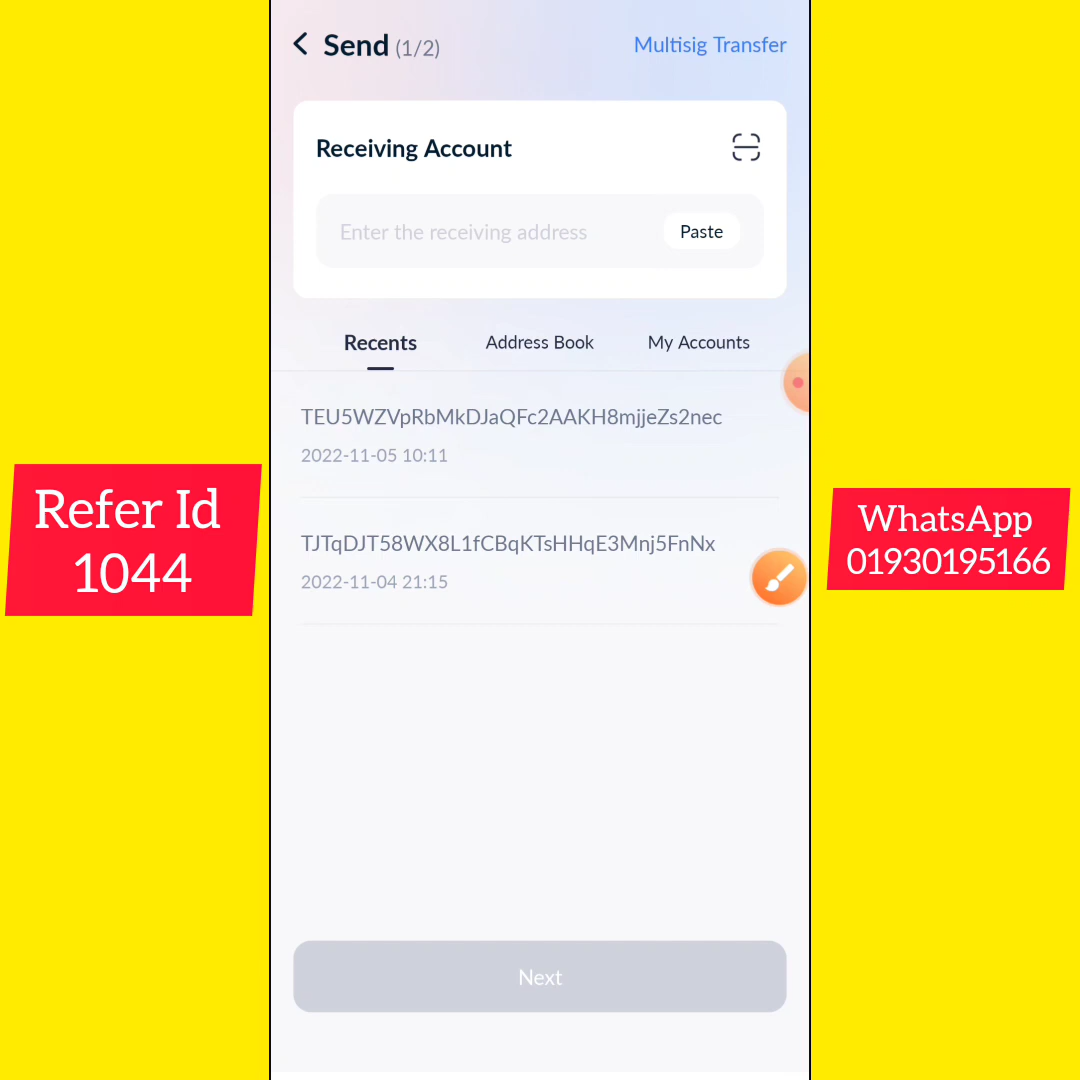 Send (1/2)
Multisig Transfer
Receiving Account
Enter the receiving address
Paste
Recents
Address Book
My Accounts
TEU5WZVpRbMkDJaQFc2AAKH8mjjeZs2nec
2022-11-05 10:11
TJTqDJT58WX8L1fCBqKTsHHqE3Mnj5FnNx
2022-11-04 21:15
Next
Refer Id
1044
WhatsApp
01930195166